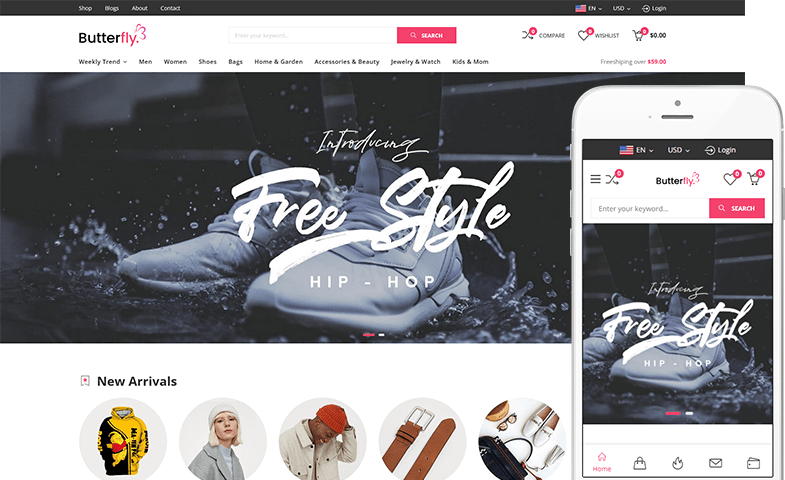 Shop Blogs About Contact EN USD Login
Butterfly. Enter your keyword... SEARCH 0 COMPARE 0 WISHLIST 0 $0.00
Weekly Trend Men Women Shoes Bags Home & Garden Accessories & Beauty Jewelry & Watch Kids & Mom Freeshiping over $59.00
Introducing
Free Style
HIP - HOP
New Arrivals
EN USD Login
0 Butterfly. 0 0
Enter your keyword... SEARCH
Introducing
Free Style
HIP - HOP
Home